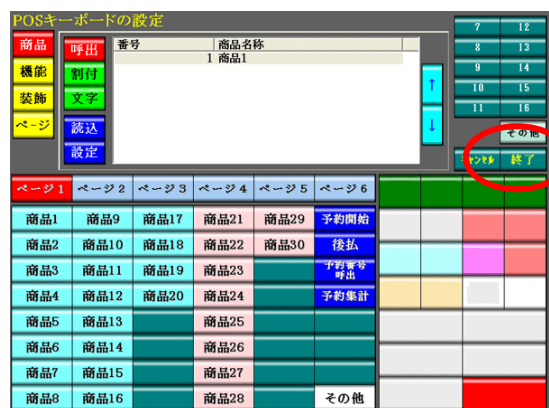 POSキーボードの設定
商品
機能
装飾
ページ
呼出
割付
文字
読込
設定
番号 商品名称
1 商品1
↑
↓
7 12
8 13
9 14
10 15
11 16
その他
キャンセル 終了
ページ1 ページ2 ページ3 ページ4 ページ5 ページ6
商品1 商品9 商品17 商品21 商品29 予約開始
商品2 商品10 商品18 商品22 商品30 後払
商品3 商品11 商品19 商品23 予約番号
呼出
商品4 商品12 商品20 商品24 予約集計
商品5 商品13 商品25
商品6 商品14 商品26
商品7 商品15 商品27
商品8 商品16 商品28 その他